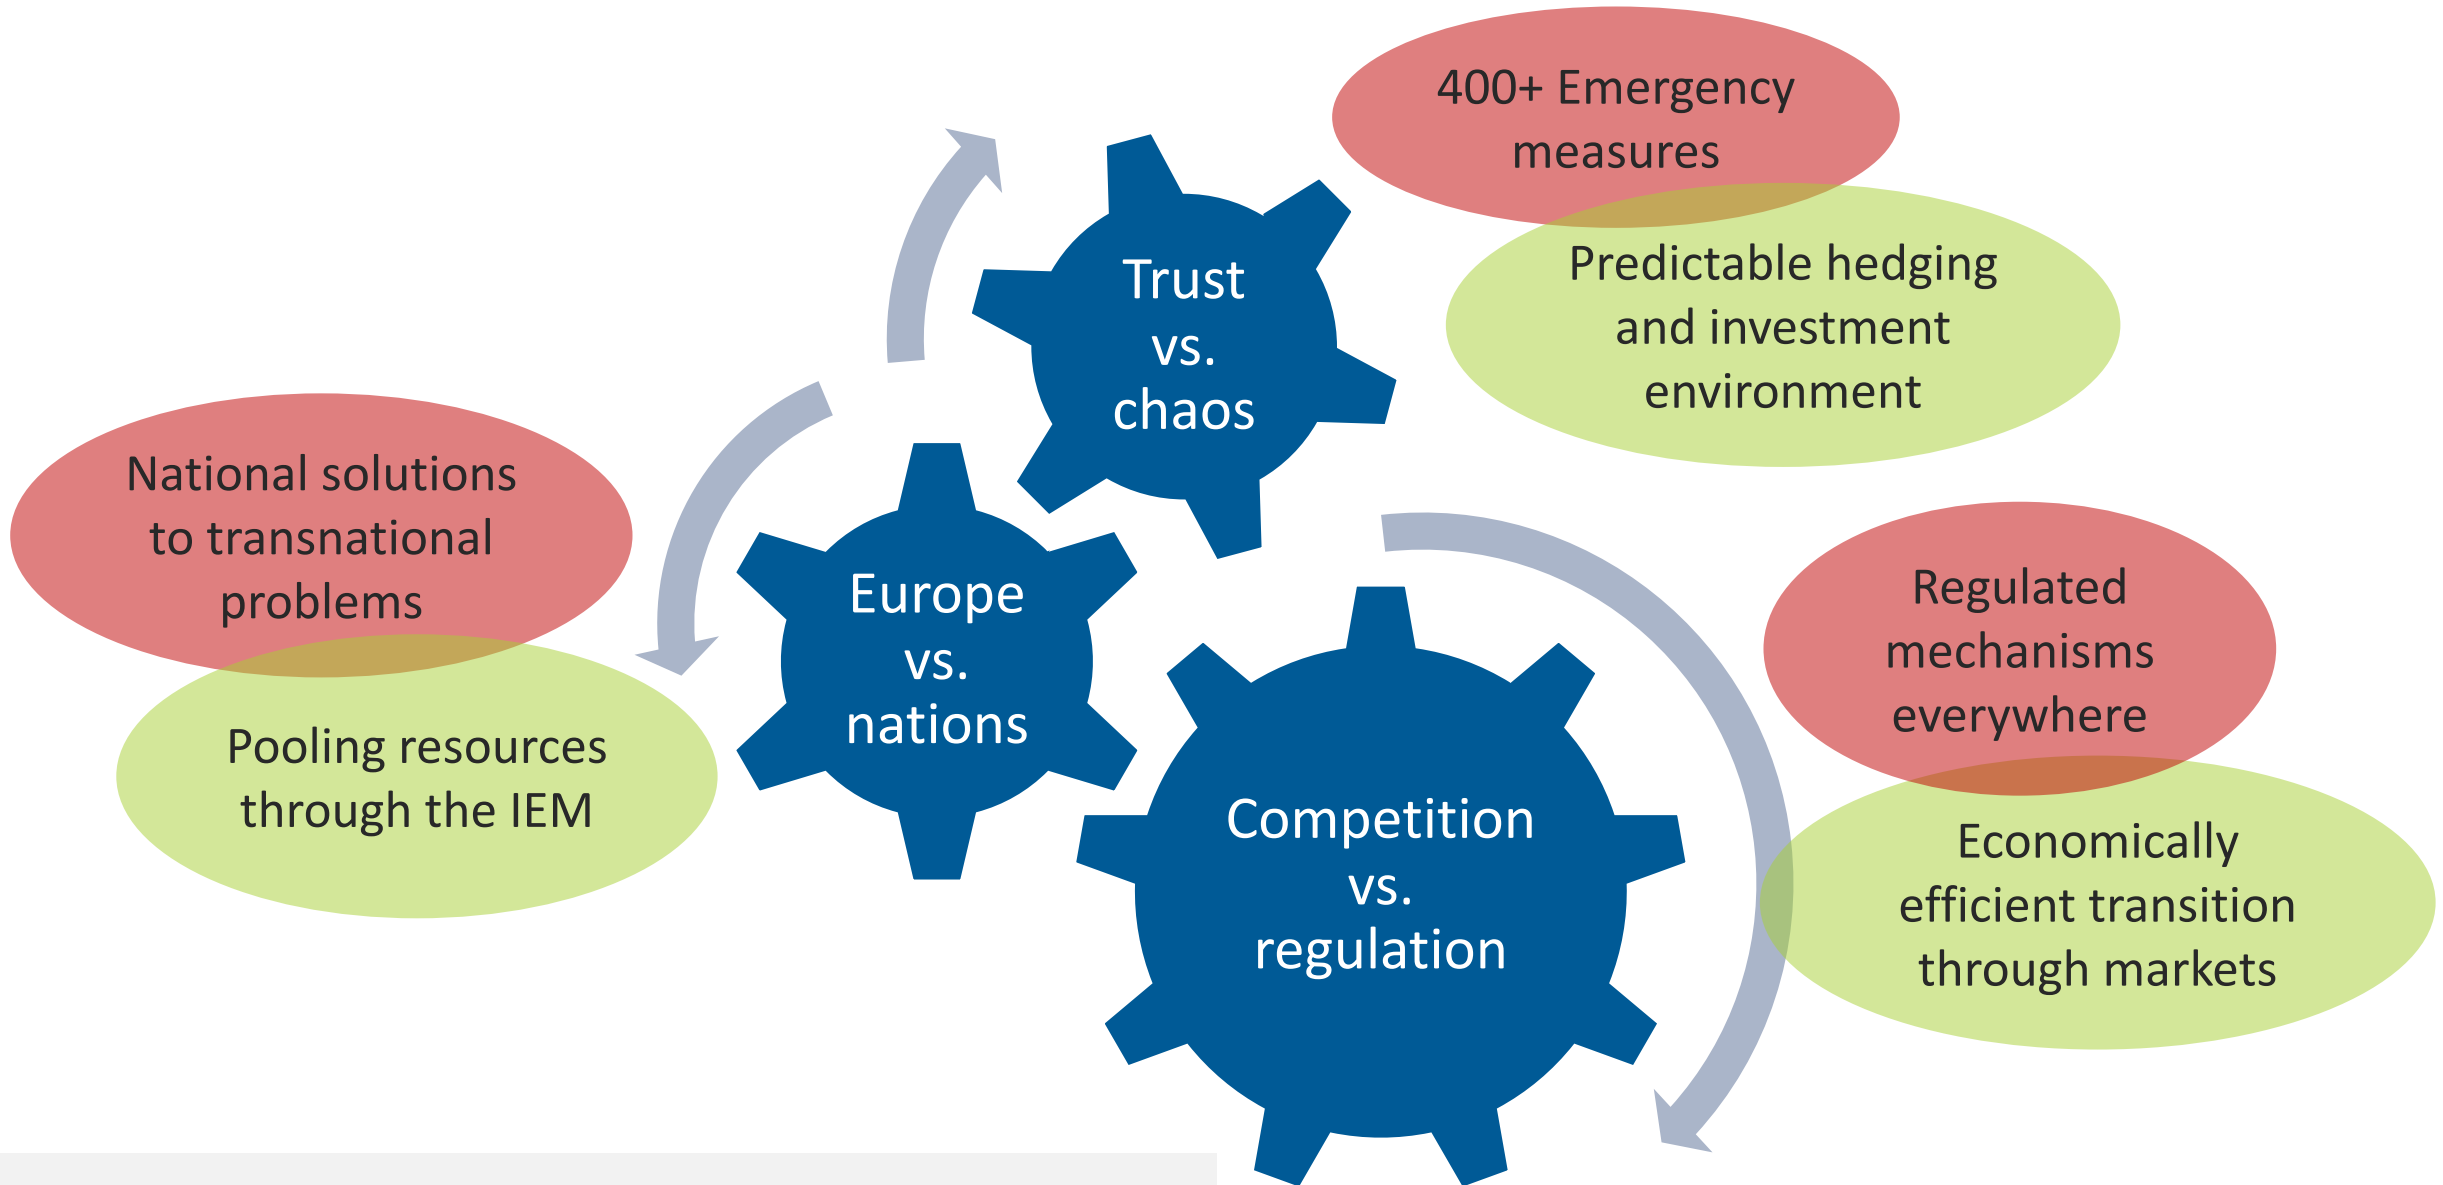 400+ Emergency
measures
Predictable hedging
and investment
environment
Trust
vs.
chaos
National solutions
to transnational
problems
Pooling resources
through the IEM
Europe
vs.
nations
Regulated
mechanisms
everywhere
Economically
efficient transition
through markets
Competition
vs.
regulation